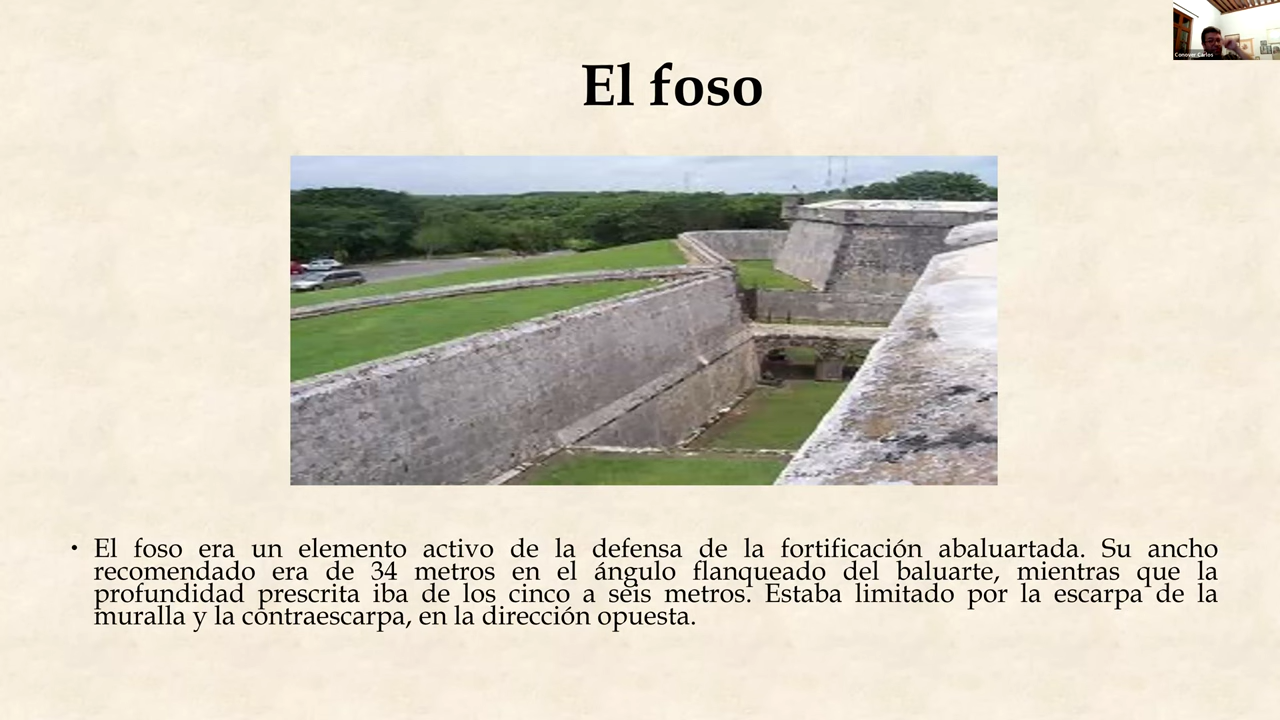 Conover Carlos
El foso
• El foso era un elemento activo de la defensa de la fortificación abaluartada. Su ancho
recomendado era de 34 metros en el ángulo flanqueado del baluarte, mientras que la
profundidad prescrita iba de los cinco a seis metros. Estaba limitado por la escarpa de la
muralla y la contraescarpa, en la dirección opuesta.